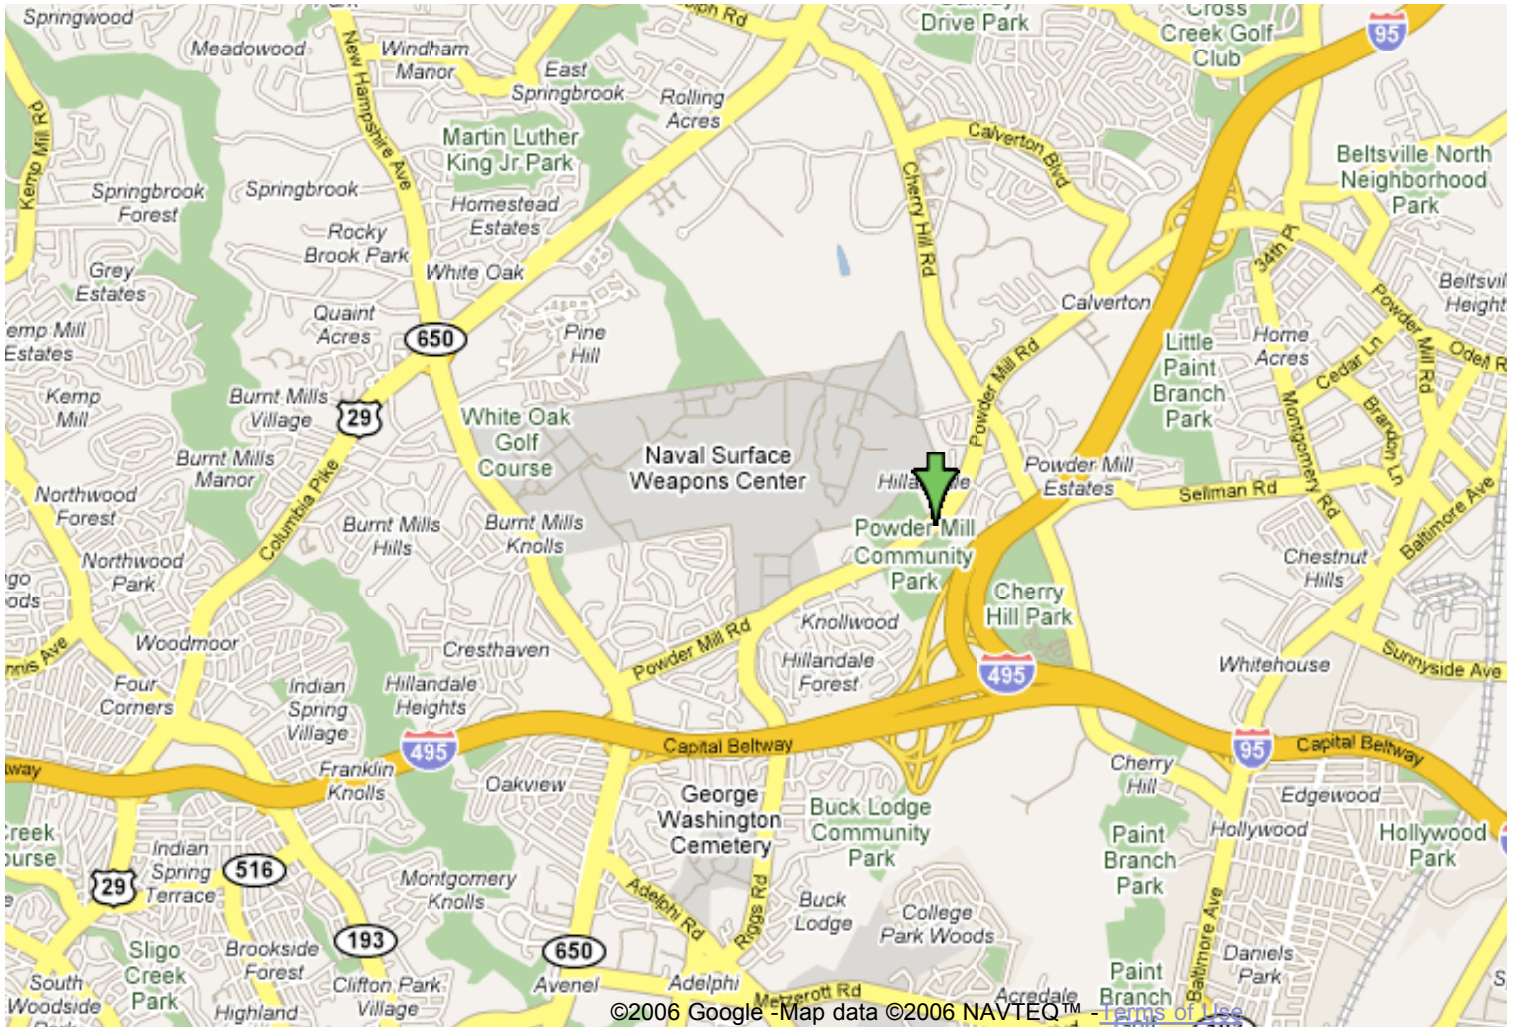 Springwood
Meadowood
Windham
Manor
New Hampshire Ave
East
Springbrook
Rolling
Acres
Drive Park
Cross
Creek Golf
Club
95
Kemp Mill Rd
Martin Luther
King Jr Park
Calverton Blvd
Cherry Hill Rd
Beltsville North
Neighborhood
Park
Springbrook
Forest
Springbrook
Homestead
Estates
Rocky
Brook Park
White Oak
Grey
Estates
Quaint
Acres
650
Pine
Hill
Calverton
34th Pl
Powder Mill Rd
Little
Paint
Branch
Park
Home
Acres
Cedar Ln
Kemp
Mill
Burnt Mills
Village
29
White Oak
Golf
Course
Naval Surface
Weapons Center
Powder Mill Rd
Montgomery Rd
Brandon Ln
Burnt Mills
Manor
Powder Mill
Estates
Sellman Rd
Baltimore Ave
Northwood
Forest
Columbia Pike
Burnt Mills
Hills
Burnt Mills
Knolls
Powder Mill
Community
Park
Chestnut
Hills
Northwood
Park
Cherry
Hill Park
Woodmoor
Cresthaven
Powder Mill Rd
Knollwood
Hillandale
Forest
Whitehouse
Sunnyside Ave
Four
Corners
Indian
Spring
Village
Hillandale
Heights
495
495
Capital Beltway
95
Capital Beltway
Franklin
Knolls
Oakview
George
Washington
Cemetery
Buck Lodge
Community
Park
Cherry
Hill
Edgewood
Paint
Branch
Park
Hollywood
Hollywood
Park
Indian
Spring
Terrace
516
29
Montgomery
Knolls
Adelphi Rd
Riggs Rd
Buck
Lodge
College
Park Woods
Baltimore Ave
Sligo
Creek
Park
Brookside
Forest
193
650
Daniels
Park
South
Woodside
Clifton Park
Village
Highland
Avenel
Adelphi
Metzerott Rd
Acredale
Paint
Branch
©2006 Google -Map data ©2006 NAVTEQ™ -Terms of Use